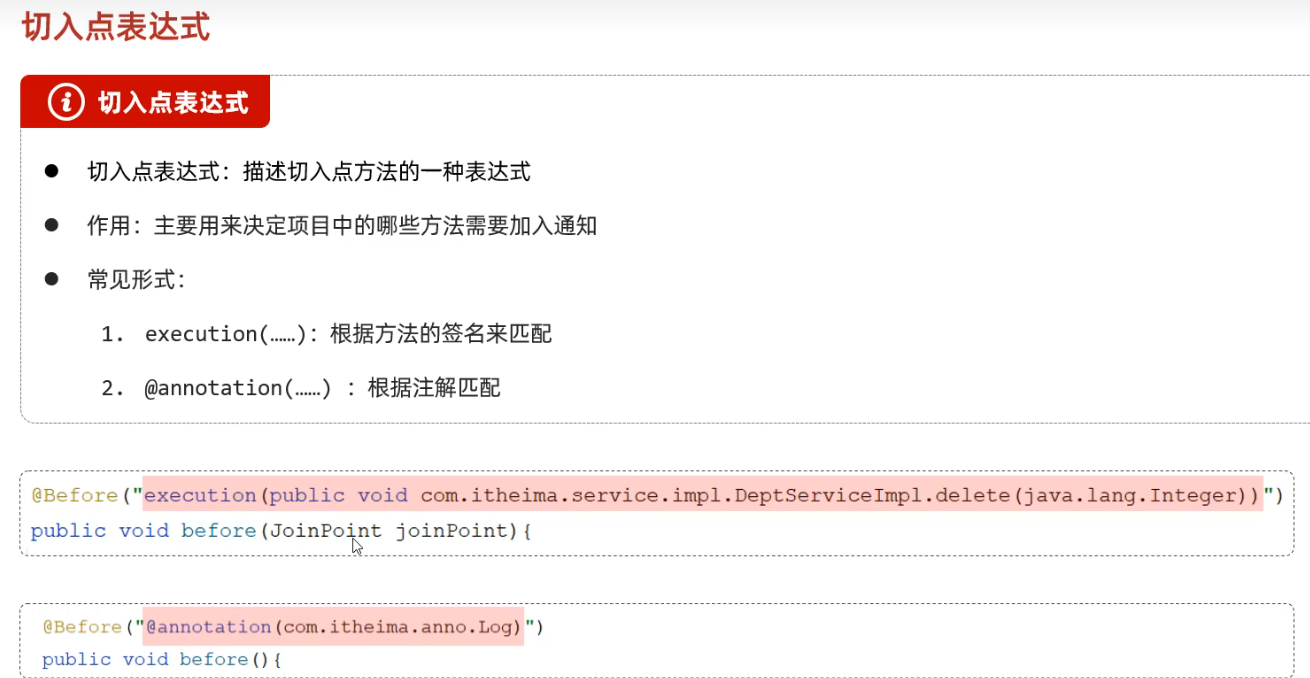 切入点表达式
切入点表达式
切入点表达式：描述切入点方法的一种表达式
作用：主要用来决定项目中的哪些方法需要加入通知
常见形式：
1. execution(……)：根据方法的签名来匹配
2. @annotation(……) ：根据注解匹配
@Before("execution(public void com.itheima.service.impl.DeptServiceImpl.delete(java.lang.Integer))")
public void before(JoinPoint joinPoint){
@Before("@annotation(com.itheima.anno.Log)")
public void before(){